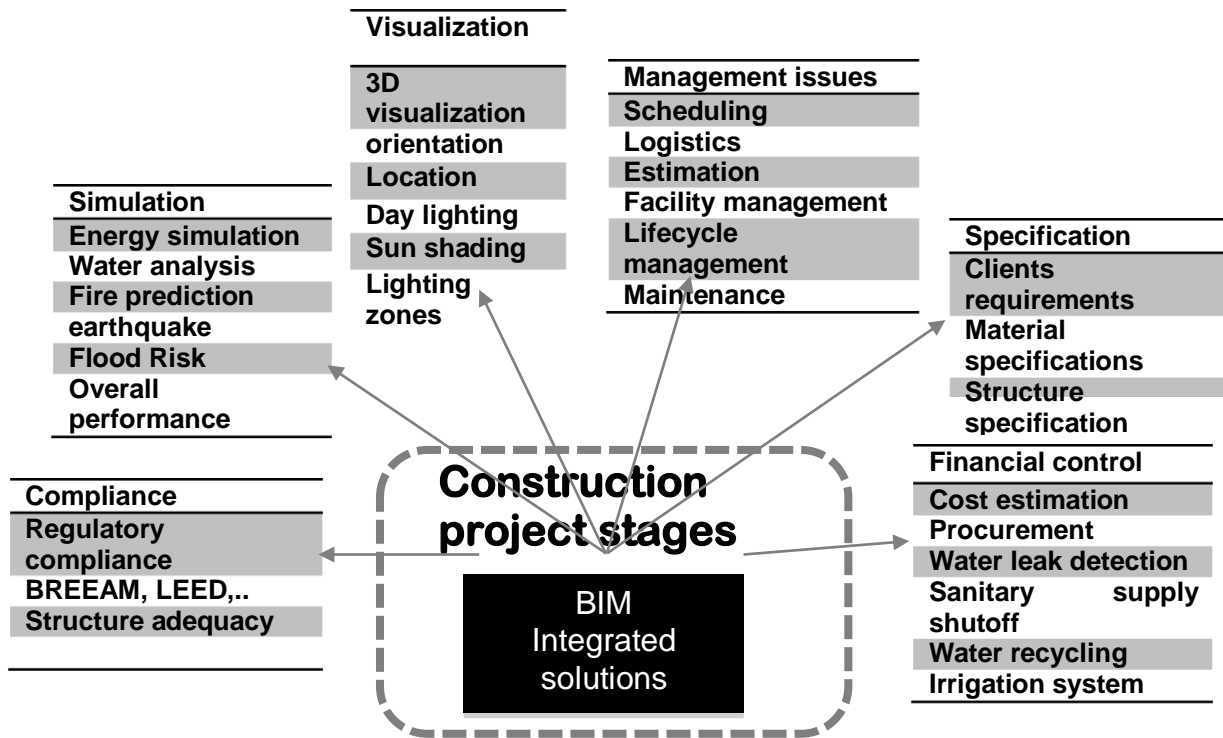 Visualization
3D
visualization
orientation
Location
Day lighting
Sun shading
Lighting
zones
Management issues
Scheduling
Logistics
Estimation
Facility management
Lifecycle
management
Maintenance
Simulation
Energy simulation
Water analysis
Fire prediction
earthquake
Flood Risk
Overall
performance
Specification
Clients
requirements
Material
specifications
Structure
specification
Compliance
Regulatory
compliance
BREEAM, LEED,..
Structure adequacy
Construction
project stages
BIM
Integrated
solutions
Financial control
Cost estimation
Procurement
Water leak detection
Sanitary supply
shutoff
Water recycling
Irrigation system